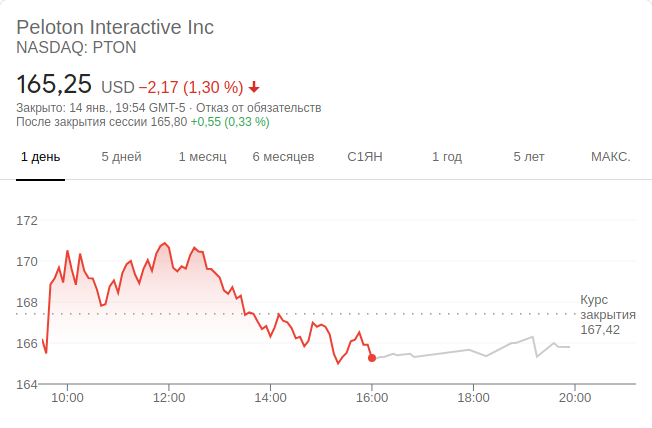 Peloton Interactive Inc
NASDAQ: PTON
165,25 USD −2,17 (1,30 %)
Закрыто: 14 янв., 19:54 GMT-5 · Отказ от обязательств
После закрытия сессии 165,80 +0,55 (0,33 %)
1 день 5 дней 1 месяц 6 месяцев С1ЯН 1 год 5 лет МАКС.
172
170
168
166
164
Курс
закрытия
167,42
10:00 12:00 14:00 16:00 18:00 20:00